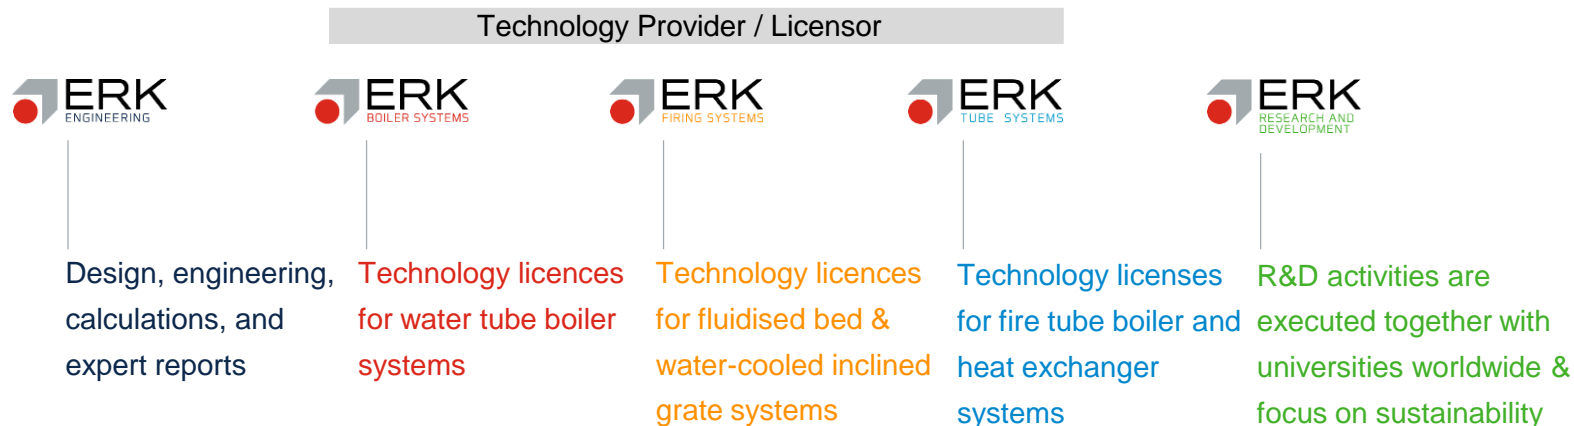 Technology Provider / Licensor
ERK
ENGINEERING
ERK
BOILER SYSTEMS
ERK
FIRING SYSTEMS
ERK
TUBE SYSTEMS
ERK
RESEARCH AND
DEVELOPMENT
Design, engineering,
calculations, and
expert reports
Technology licences
for water tube boiler
systems
Technology licences
for fluidised bed &
water-cooled inclined
grate systems
Technology licenses
for fire tube boiler and
heat exchanger
systems
R&D activities are
executed together with
universities worldwide &
focus on sustainability